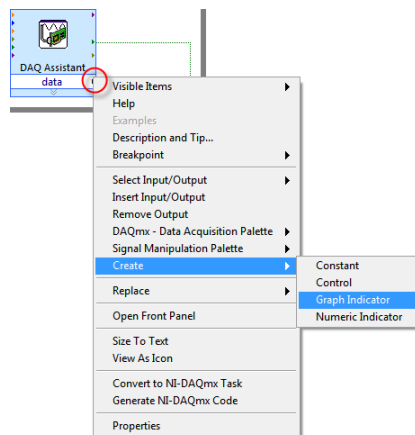 DAQ Assistant
data
Visible Items
Help
Examples
Description and Tip...
Breakpoint
Select Input/Output
Insert Input/Output
Remove Output
DAQmx - Data Acquisition Palette
Signal Manipulation Palette
Create
Replace
Open Front Panel
Size To Text
View As Icon
Convert to NI-DAQmx Task
Generate NI-DAQmx Code
Properties
Constant
Control
Graph Indicator
Numeric Indicator